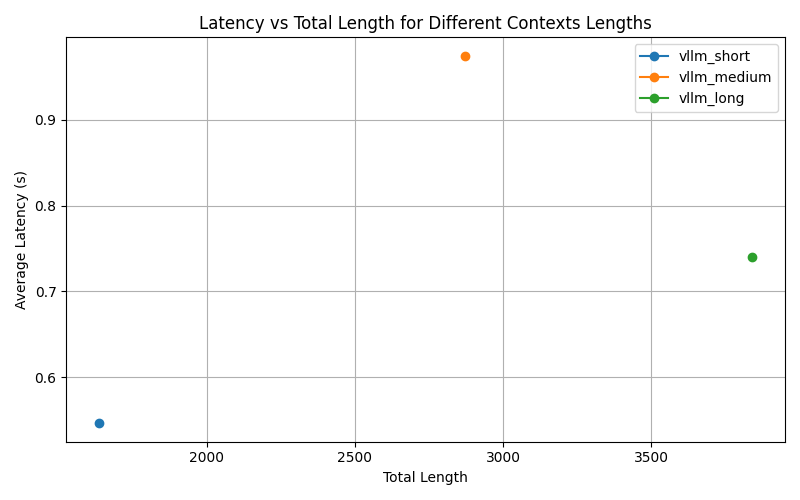 Latency vs Total Length for Different Contexts Lengths
vllm_short
vllm_medium
vllm_long
Average Latency (s)
0.9
0.8
0.7
0.6
2000
2500
3000
3500
Total Length